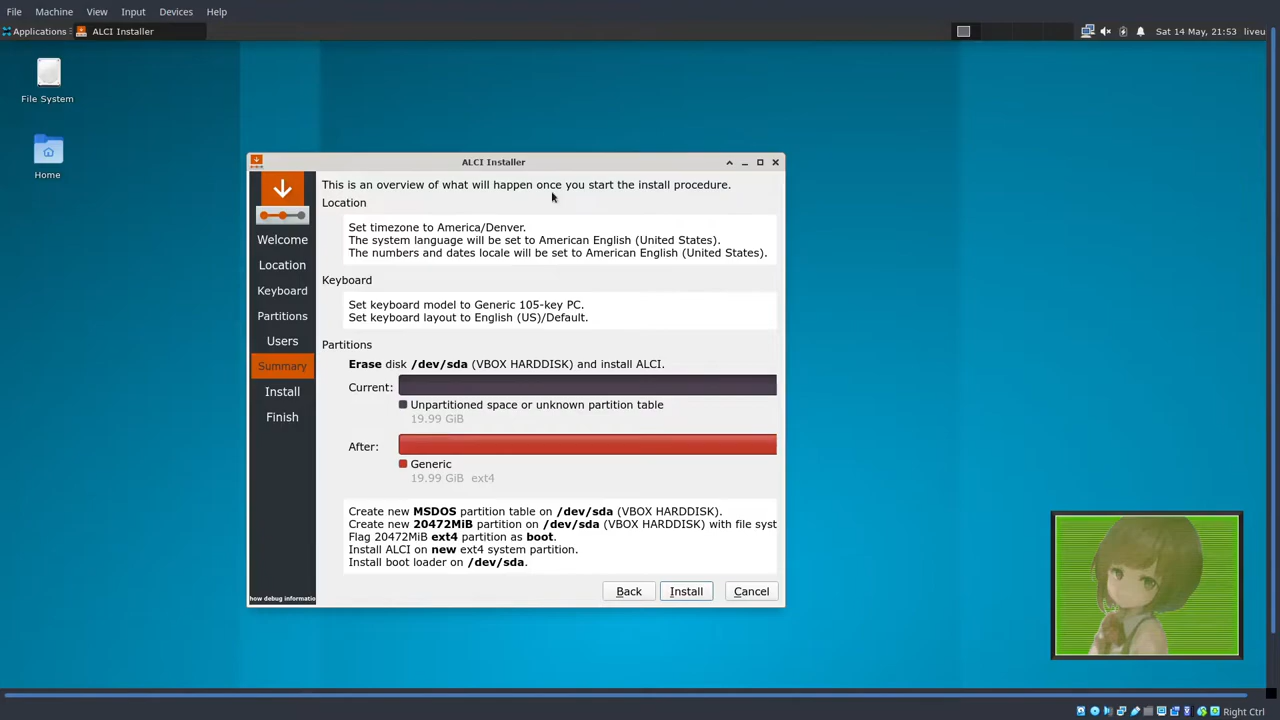 File Machine View Input Devices Help
Applications ALCI Installer Sat 14 May, 21:53 liveu
File System
Home
ALCI Installer
Welcome
Location
Keyboard
Partitions
Users
Summary
Install
Finish
how debug informatio
This is an overview of what will happen once you start the install procedure.
Location
Set timezone to America/Denver.
The system language will be set to American English (United States).
The numbers and dates locale will be set to American English (United States).
Keyboard
Set keyboard model to Generic 105-key PC.
Set keyboard layout to English (US)/Default.
Partitions
Erase disk /dev/sda (VBOX HARDDISK) and install ALCI.
Current:
Unpartitioned space or unknown partition table
19.99 GiB
After:
Generic
19.99 GiB ext4
Create new MSDOS partition table on /dev/sda (VBOX HARDDISK).
Create new 20472MiB partition on /dev/sda (VBOX HARDDISK) with file syst
Flag 20472MiB ext4 partition as boot.
Install ALCI on new ext4 system partition.
Install boot loader on /dev/sda.
Back Install Cancel
Right Ctrl